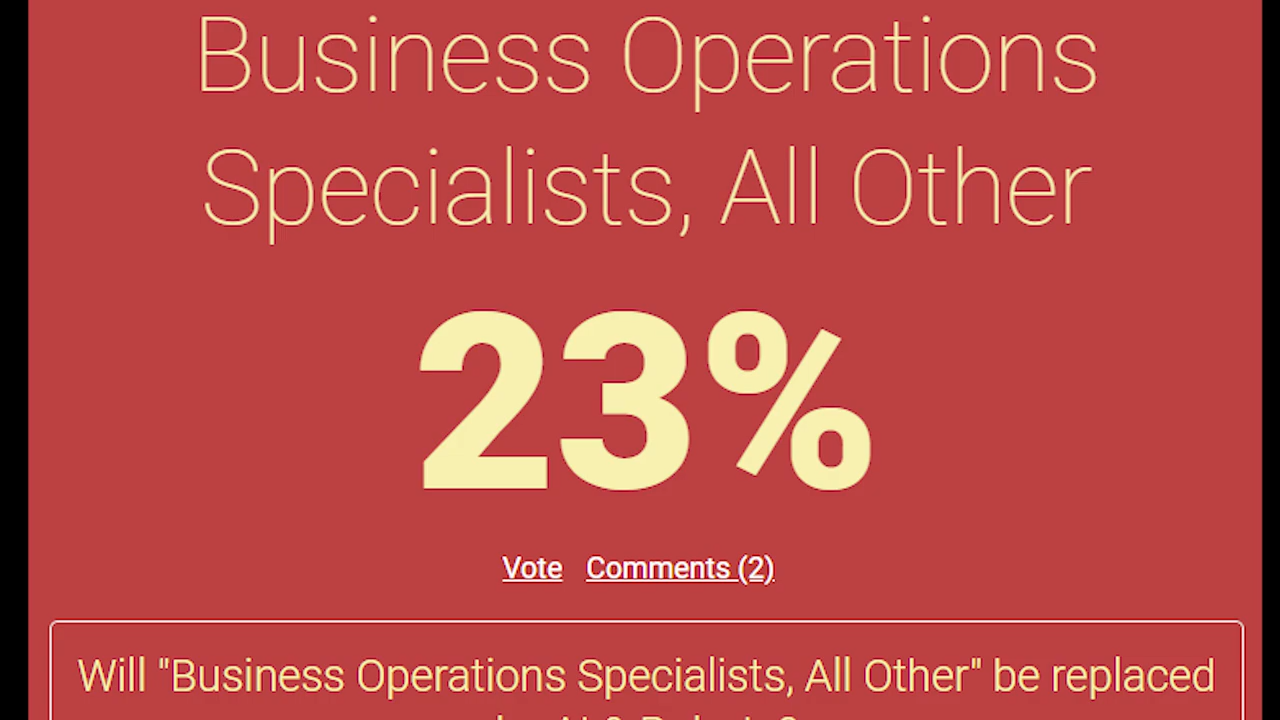 Business Operations
Specialists, All Other
23%
Vote Comments (2)
Will "Business Operations Specialists, All Other" be replaced